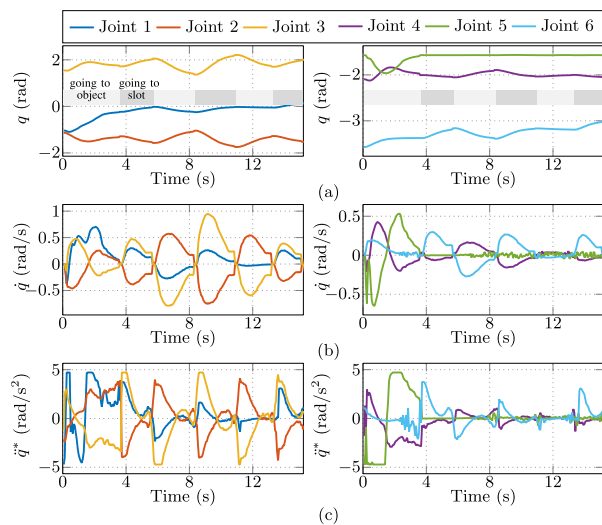 Joint 1 Joint 2 Joint 3 Joint 4 Joint 5 Joint 6
q (rad)
2
0
−2
going to object
going to slot
0 4 8 12
Time (s)
q (rad)
−2
−3
0 4 8 12
Time (s)
(a)
q̇ (rad/s)
1
0.5
0
−0.5
0 4 8 12
Time (s)
q̇ (rad/s)
0.5
0
−0.5
0 4 8 12
Time (s)
(b)
q̈* (rad/s²)
5
0
−5
0 4 8 12
Time (s)
q̈* (rad/s²)
5
0
−5
0 4 8 12
Time (s)
(c)